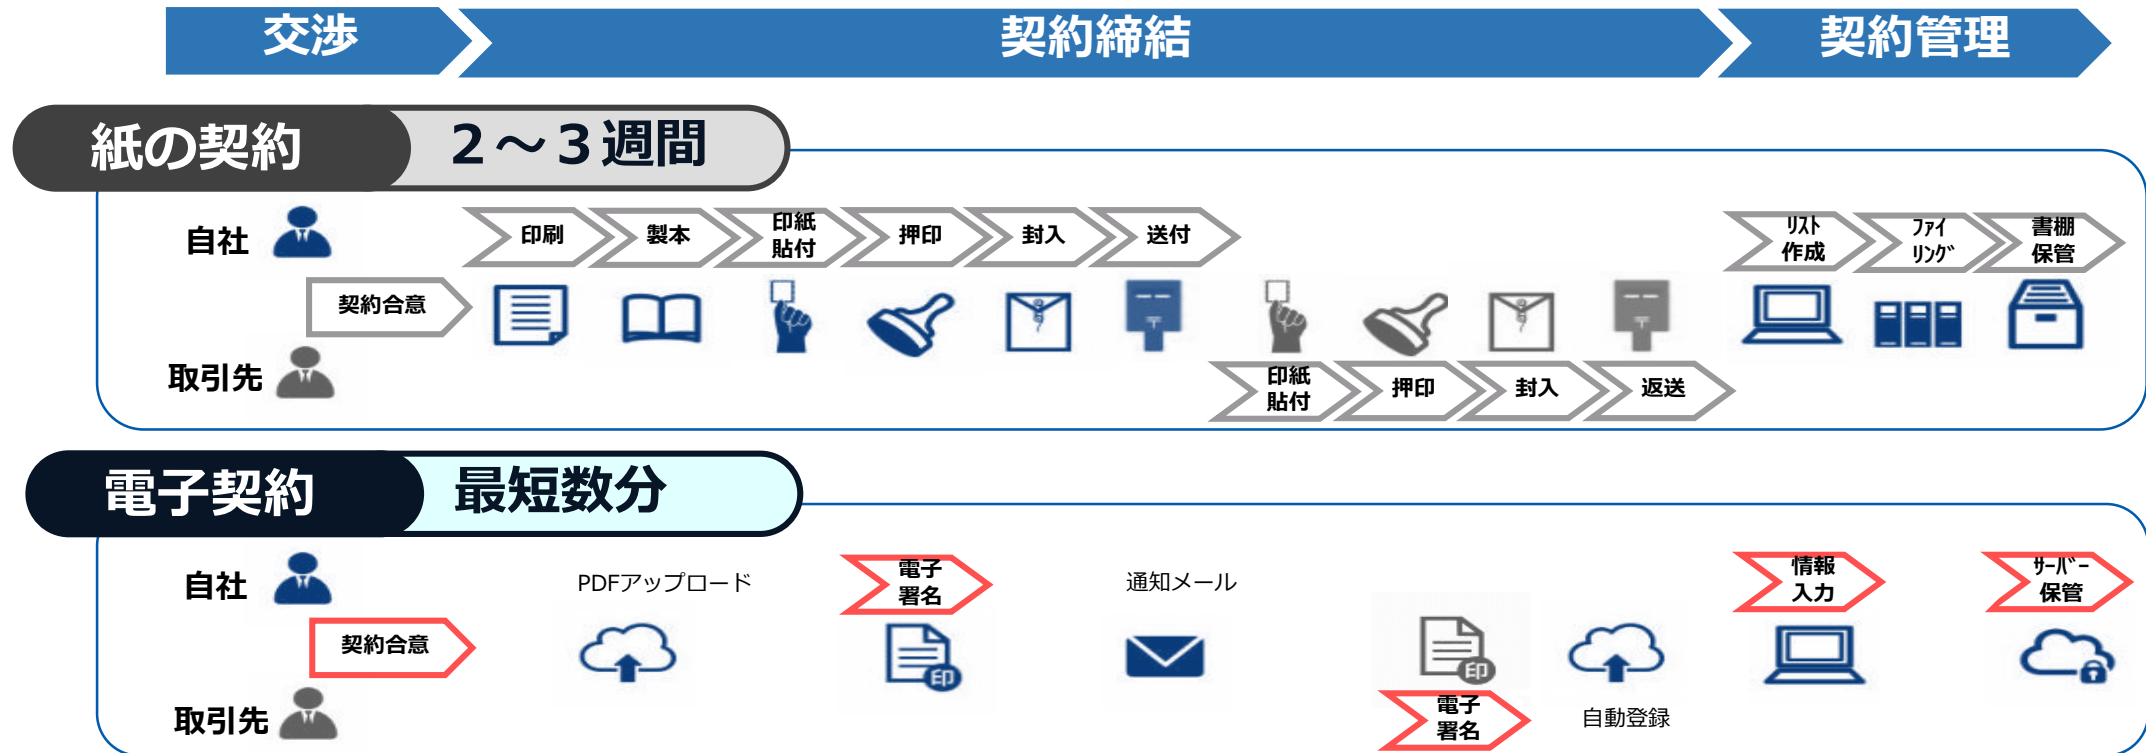 交渉
契約締結
契約管理
紙の契約
２～３週間
自社
印刷
製本
印紙
貼付
押印
封入
送付
ﾘｽﾄ
作成
ﾌｧｲ
ﾘﾝｸﾞ
書棚
保管
契約合意
〒
〒
取引先
印紙
貼付
押印
封入
返送
電子契約
最短数分
自社
PDFアップロード
電子
署名
通知メール
情報
入力
ｻｰﾊﾞｰ
保管
契約合意
印
印
取引先
電子
署名
自動登録